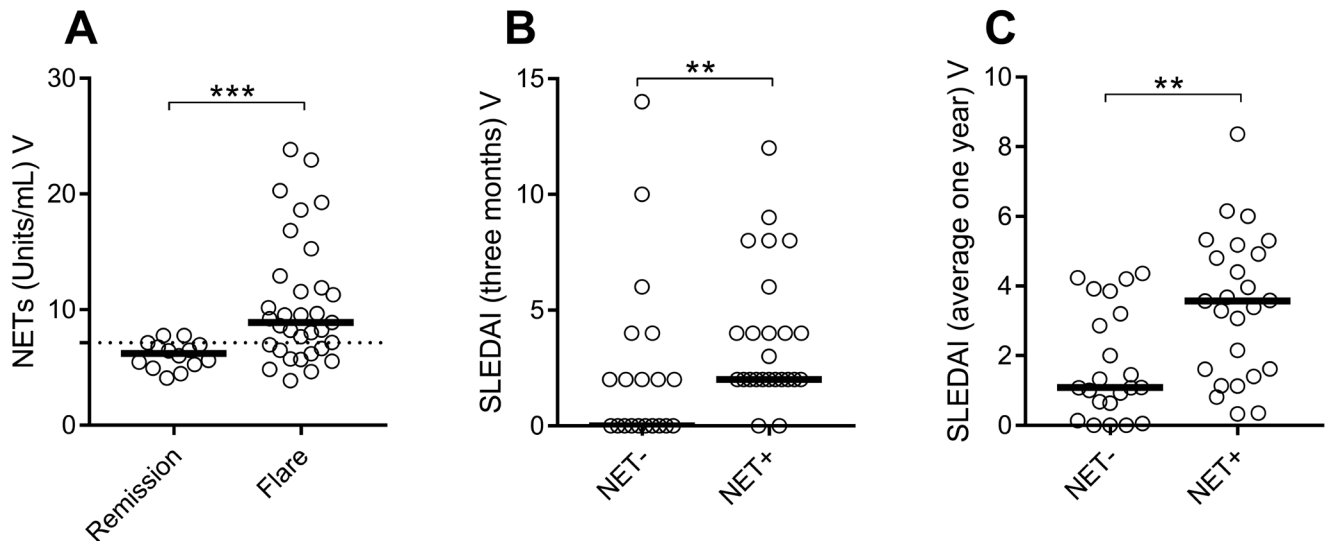 A
B
C
NETs (Units/mL) V
30
20
10
0
***
Remission
Flare
SLEDAI (three months) V
15
10
5
0
**
NET-
NET+
SLEDAI (average one year) V
10
8
6
4
2
0
**
NET-
NET+